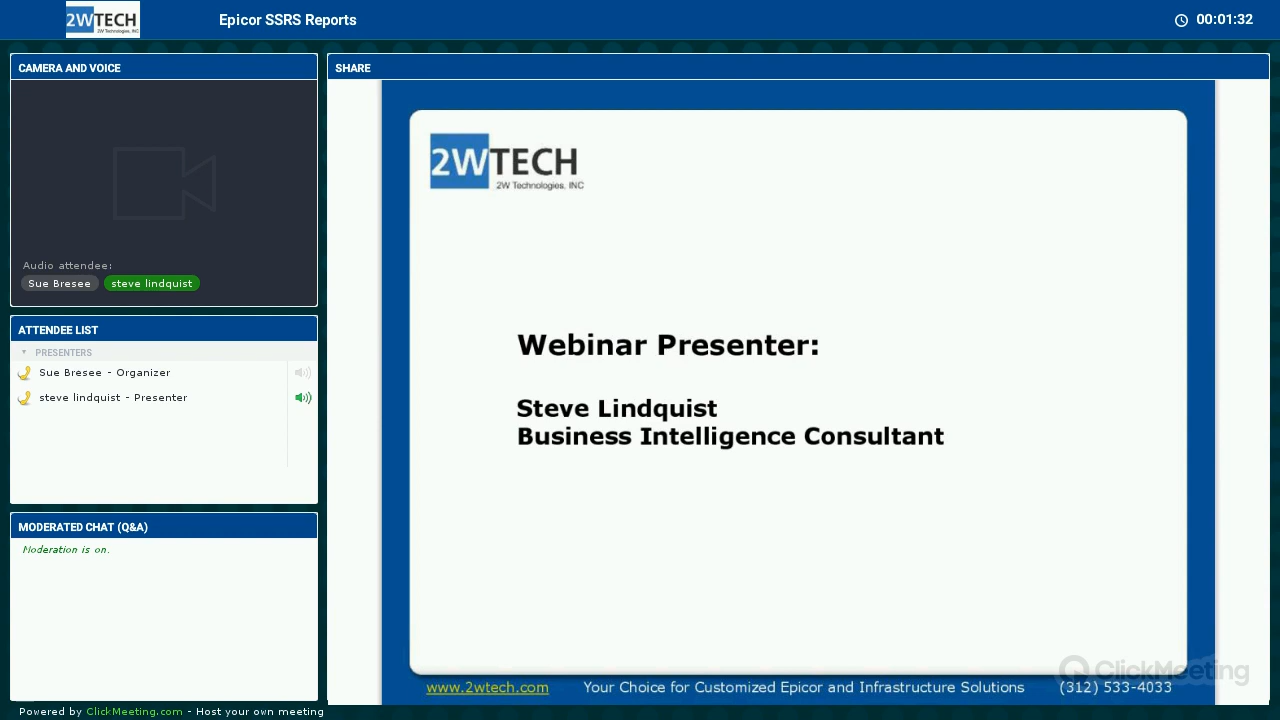 2WTECH
2W Technologies, INC
Epicor SSRS Reports
00:01:32
CAMERA AND VOICE
Audio attendee:
Sue Bresee steve lindquist
ATTENDEE LIST
PRESENTERS
Sue Bresee - Organizer
steve lindquist - Presenter
MODERATED CHAT (Q&A)
Moderation is on.
Powered by ClickMeeting.com - Host your own meeting
SHARE
2WTECH
2W Technologies, INC
Webinar Presenter:
Steve Lindquist
Business Intelligence Consultant
ClickMeeting
www.2wtech.com Your Choice for Customized Epicor and Infrastructure Solutions (312) 533-4033